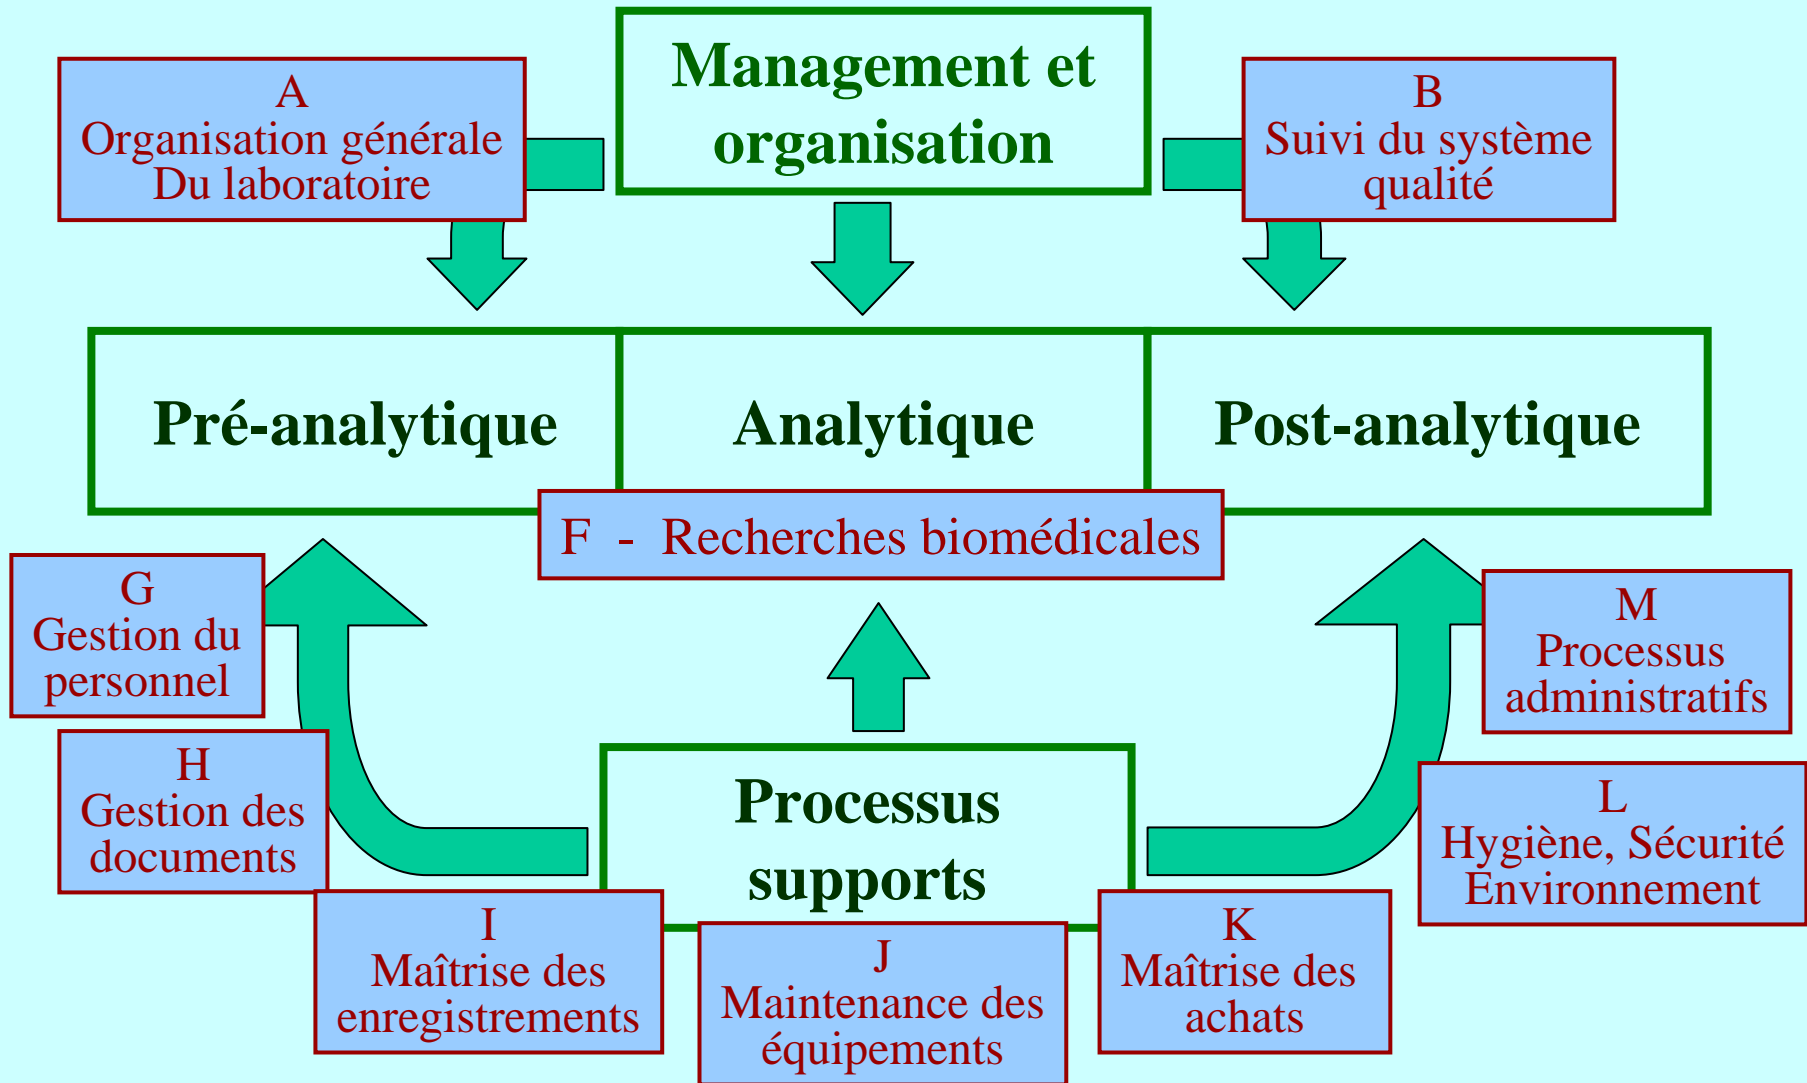 Management et
organisation
A
Organisation générale
Du laboratoire
B
Suivi du système
qualité
Pré-analytique
Analytique
Post-analytique
F - Recherches biomédicales
G
Gestion du
personnel
M
Processus
administratifs
H
Gestion des
documents
Processus
supports
L
Hygiène, Sécurité
Environnement
I
Maîtrise des
enregistrements
J
Maintenance des
équipements
K
Maîtrise des
achats